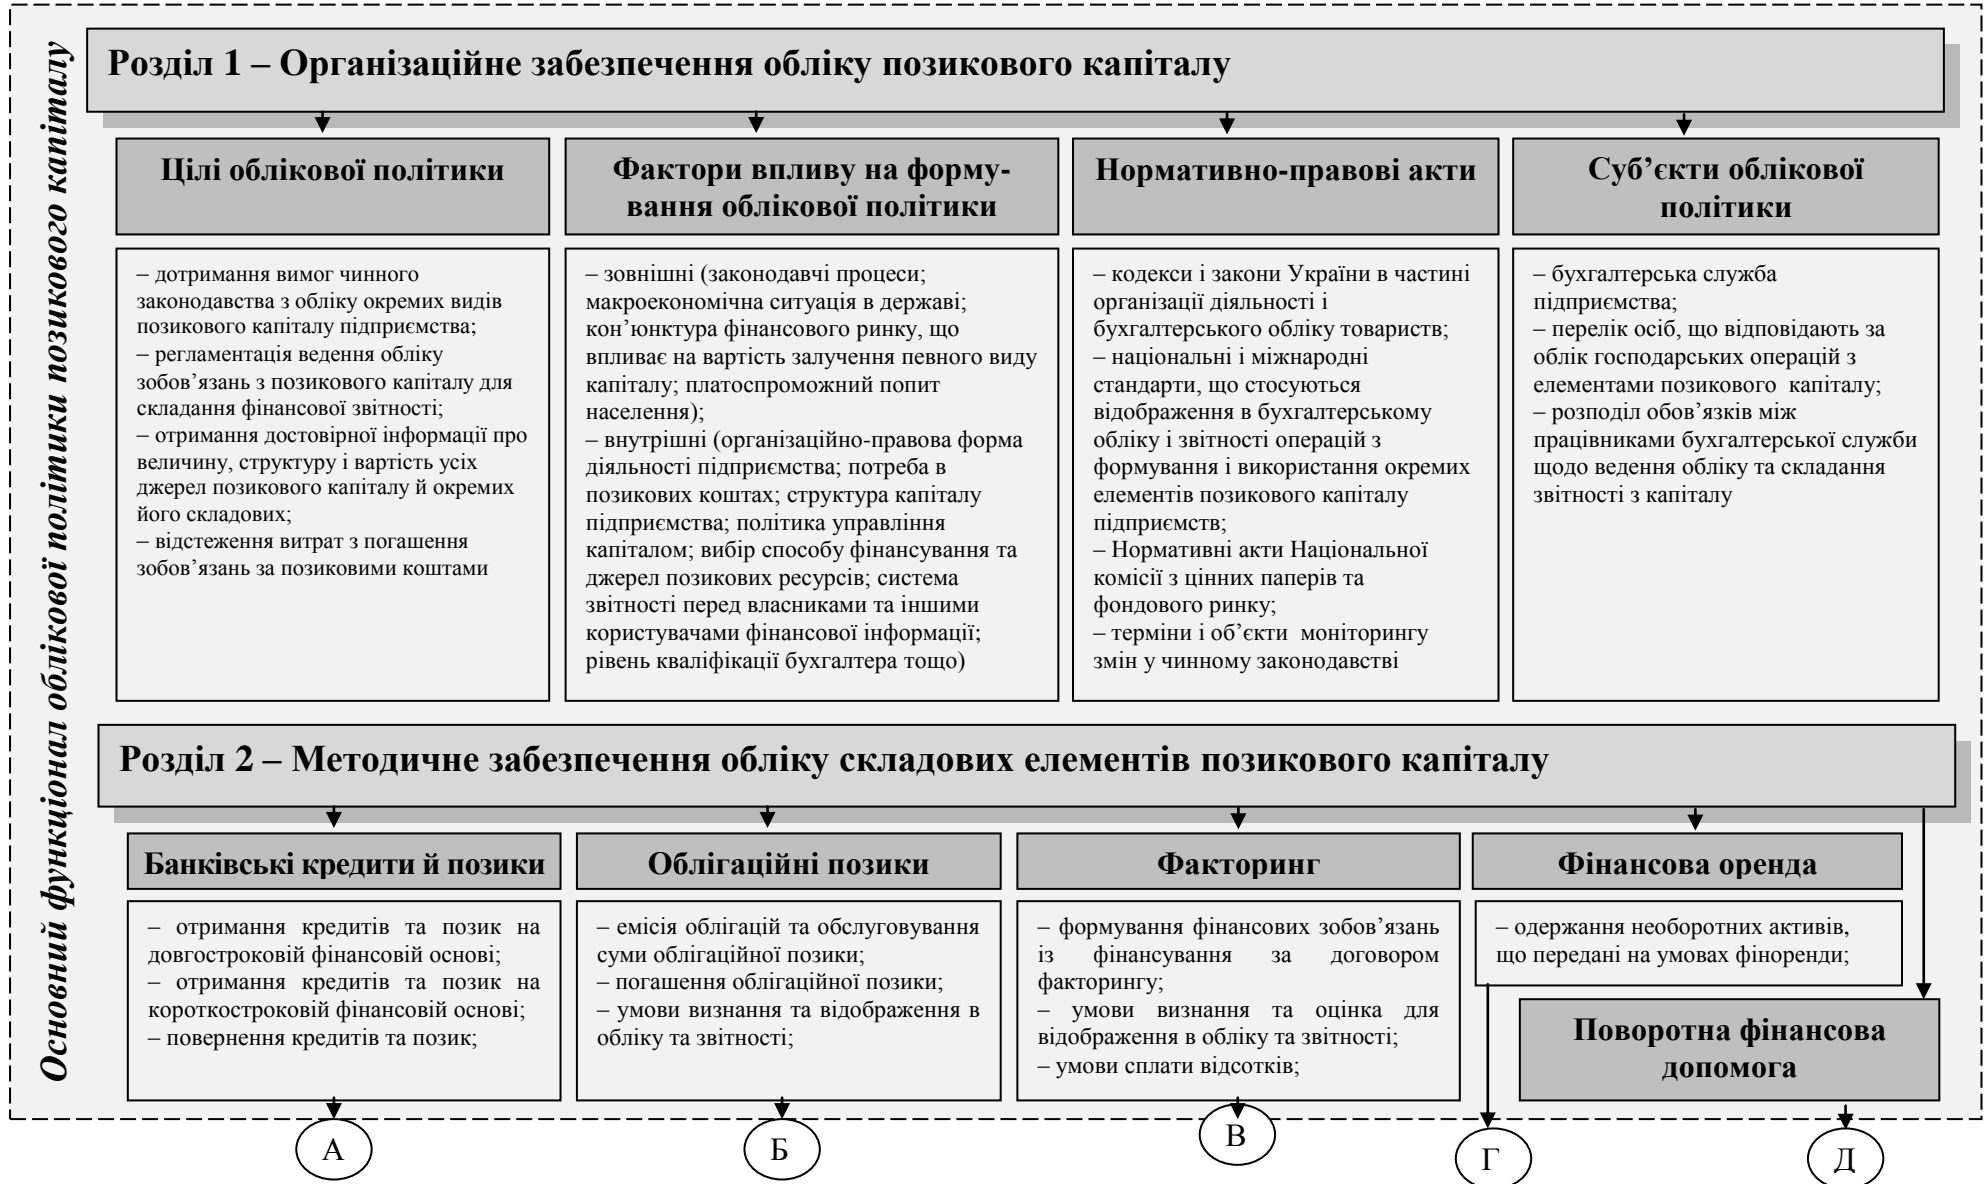 Основний функціонал облікової політики позикового капіталу
Розділ 1 – Організаційне забезпечення обліку позикового капіталу
Цілі облікової політики
– дотримання вимог чинного
законодавства з обліку окремих видів
позикового капіталу підприємства;
– регламентація ведення обліку
зобов’язань з позикового капіталу для
складання фінансової звітності;
– отримання достовірної інформації про
величину, структуру і вартість усіх
джерел позикового капіталу й окремих
його складових;
– відстеження витрат з погашення
зобов’язань за позиковими коштами
Фактори впливу на форму-
вання облікової політики
– зовнішні (законодавчі процеси;
макроекономічна ситуація в державі;
кон’юнктура фінансового ринку, що
впливає на вартість залучення певного виду
капіталу; платоспроможний попит
населення);
– внутрішні (організаційно-правова форма
діяльності підприємства; потреба в
позикових коштах; структура капіталу
підприємства; політика управління
капіталом; вибір способу фінансування та
джерел позикових ресурсів; система
звітності перед власниками та іншими
користувачами фінансової інформації;
рівень кваліфікації бухгалтера тощо)
Нормативно-правові акти
– кодекси і закони України в частині
організації діяльності і
бухгалтерського обліку товариств;
– національні і міжнародні
стандарти, що стосуються
відображення в бухгалтерському
обліку і звітності операцій з
формування і використання окремих
елементів позикового капіталу
підприємств;
– Нормативні акти Національної
комісії з цінних паперів та
фондового ринку;
– терміни і об’єкти моніторингу
змін у чинному законодавстві
Суб’єкти облікової
політики
– бухгалтерська служба
підприємства;
– перелік осіб, що відповідають за
облік господарських операцій з
елементами позикового капіталу;
– розподіл обов’язків між
працівниками бухгалтерської служби
щодо ведення обліку та складання
звітності з капіталу
Розділ 2 – Методичне забезпечення обліку складових елементів позикового капіталу
Банківські кредити й позики
– отримання кредитів та позик на
довгостроковій фінансовій основі;
– отримання кредитів та позик на
короткостроковій фінансовій основі;
– повернення кредитів та позик;
Облігаційні позики
– емісія облігацій та обслуговування
суми облігаційної позики;
– погашення облігаційної позики;
– умови визнання та відображення в
обліку та звітності;
Факторинг
– формування фінансових зобов’язань
із фінансування за договором
факторингу;
– умови визнання та оцінка для
відображення в обліку та звітності;
– умови сплати відсотків;
Фінансова оренда
– одержання необоротних активів,
що передані на умовах фіноренди;
Поворотна фінансова
допомога
А
Б
В
Г
Д